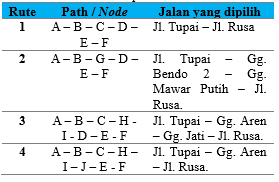 Rute Path / Node Jalan yang dipilih
1 A – B – C – D – Jl. Tupai – Jl. Rusa
E – F
2 A – B – G – D – Jl. Tupai – Gg.
E – F Bendo 2 – Gg.
Mawar Putih – Jl.
Rusa.
3 A – B – C – H - Jl. Tupai – Gg. Aren
I - D – E - F – Gg. Jati – Jl. Rusa.
4 A – B – C – H – Jl. Tupai – Gg. Aren
I – J – E - F – Jl. Rusa.